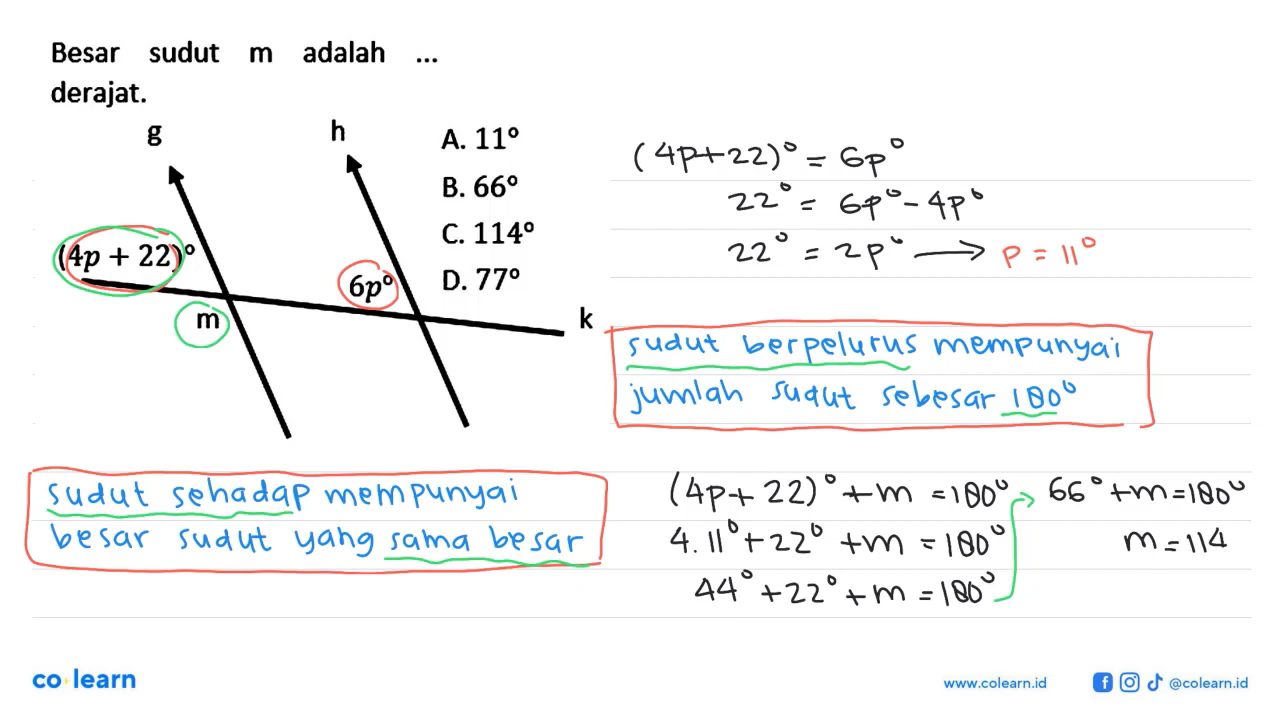 Besar sudut m adalah ...
derajat.
g
h
A. 11°
B. 66°
C. 114°
D. 77°
(4p + 22)°
6p°
m
k
(4p+22)° = 6p°
22° = 6p° - 4p°
22° = 2p° → p = 11°
sudut berpelurus mempunyai
jumlah sudut sebesar 180°
sudut sehadap mempunyai
besar sudut yang sama besar
(4p + 22)° + m = 180°
4.11° + 22° + m = 180°
44° + 22° + m = 180°
66° + m = 180°
m = 114
co learn
www.colearn.id
@colearn.id